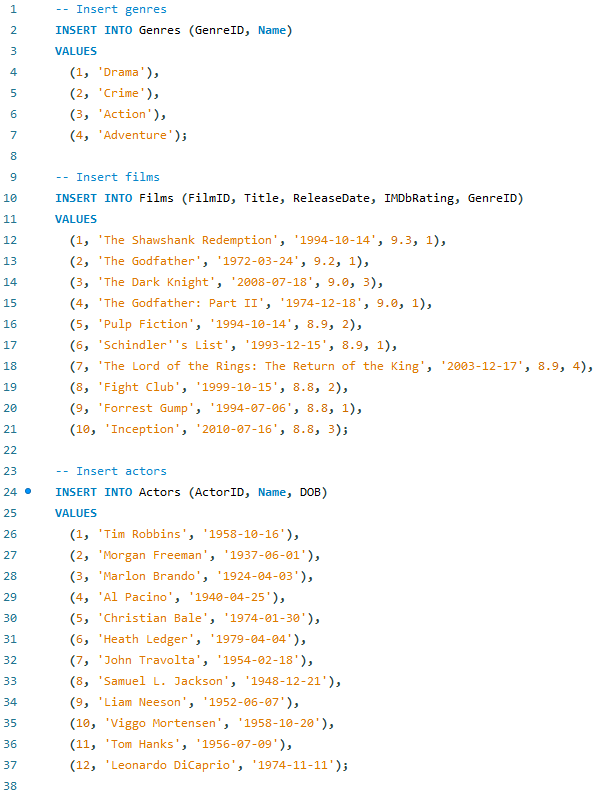 1 -- Insert genres
2 INSERT INTO Genres (GenreID, Name)
3 VALUES
4 (1, 'Drama'),
5 (2, 'Crime'),
6 (3, 'Action'),
7 (4, 'Adventure');
8
9 -- Insert films
10 INSERT INTO Films (FilmID, Title, ReleaseDate, IMDbRating, GenreID)
11 VALUES
12 (1, 'The Shawshank Redemption', '1994-10-14', 9.3, 1),
13 (2, 'The Godfather', '1972-03-24', 9.2, 1),
14 (3, 'The Dark Knight', '2008-07-18', 9.0, 3),
15 (4, 'The Godfather: Part II', '1974-12-18', 9.0, 1),
16 (5, 'Pulp Fiction', '1994-10-14', 8.9, 2),
17 (6, 'Schindler''s List', '1993-12-15', 8.9, 1),
18 (7, 'The Lord of the Rings: The Return of the King', '2003-12-17', 8.9, 4),
19 (8, 'Fight Club', '1999-10-15', 8.8, 2),
20 (9, 'Forrest Gump', '1994-07-06', 8.8, 1),
21 (10, 'Inception', '2010-07-16', 8.8, 3);
22
23 -- Insert actors
24 INSERT INTO Actors (ActorID, Name, DOB)
25 VALUES
26 (1, 'Tim Robbins', '1958-10-16'),
27 (2, 'Morgan Freeman', '1937-06-01'),
28 (3, 'Marlon Brando', '1924-04-03'),
29 (4, 'Al Pacino', '1940-04-25'),
30 (5, 'Christian Bale', '1974-01-30'),
31 (6, 'Heath Ledger', '1979-04-04'),
32 (7, 'John Travolta', '1954-02-18'),
33 (8, 'Samuel L. Jackson', '1948-12-21'),
34 (9, 'Liam Neeson', '1952-06-07'),
35 (10, 'Viggo Mortensen', '1958-10-20'),
36 (11, 'Tom Hanks', '1956-07-09'),
37 (12, 'Leonardo DiCaprio', '1974-11-11');
38